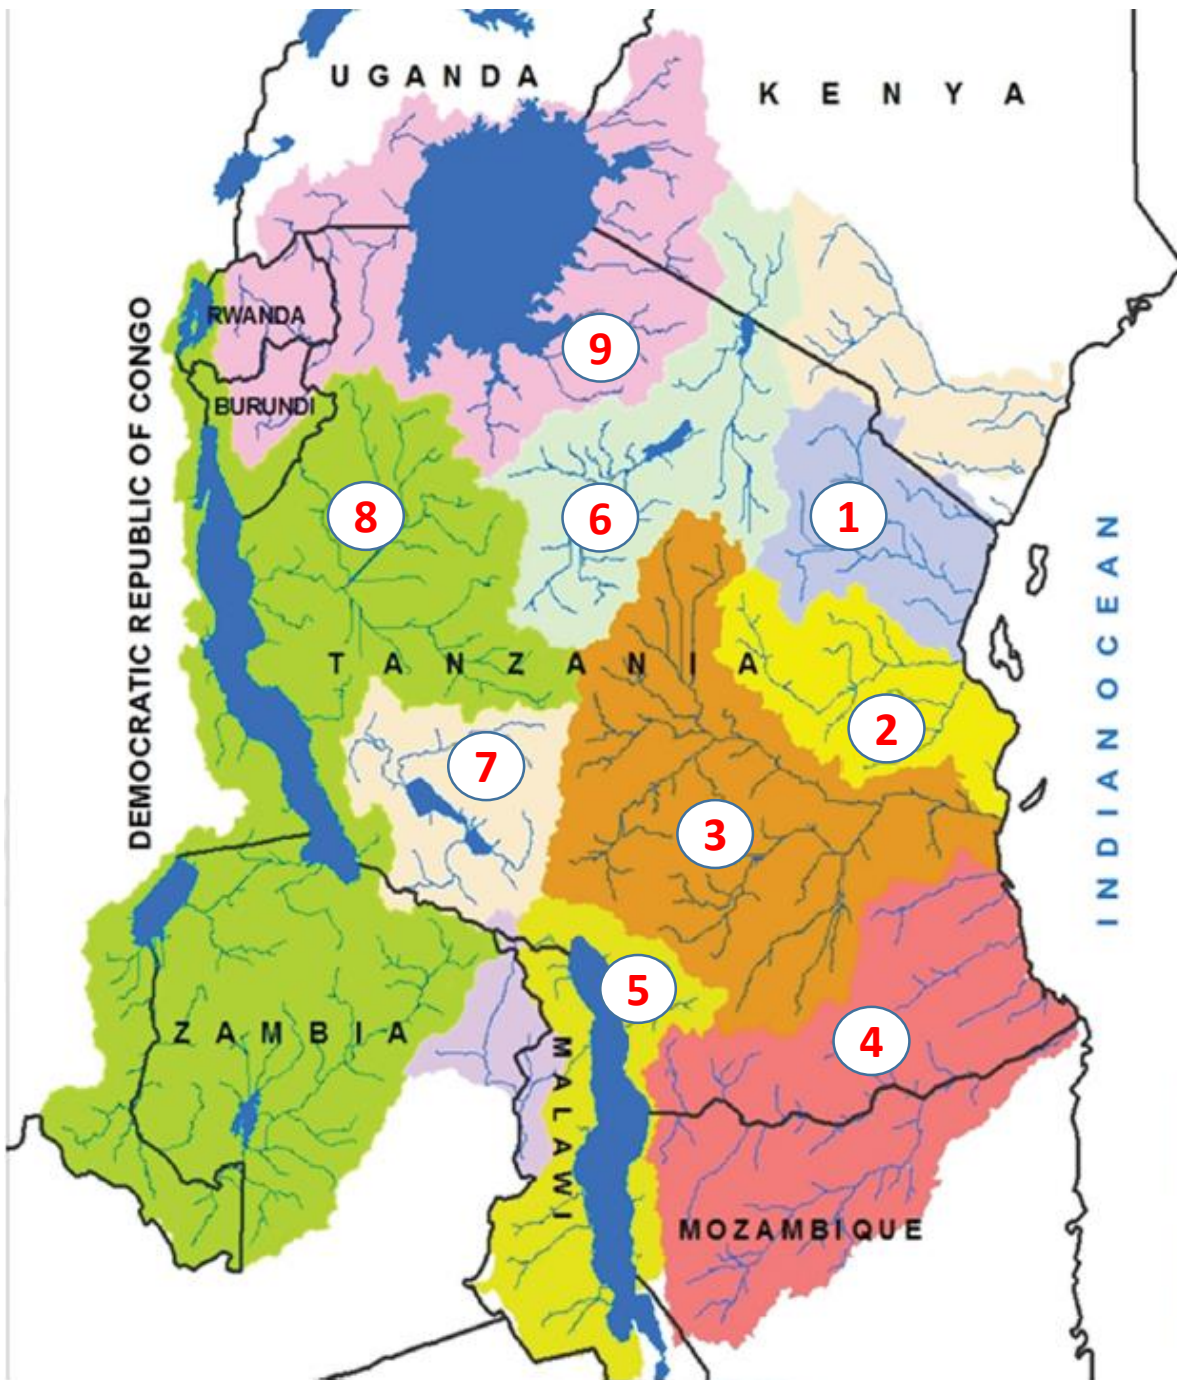 UGANDA
KENYA
DEMOCRATIC REPUBLIC OF CONGO
RWANDA
9
BURUNDI
8
6
1
INDIAN OCEAN
TANZANIA
2
7
3
5
ZAMBIA
4
MALAWI
MOZAMBIQUE